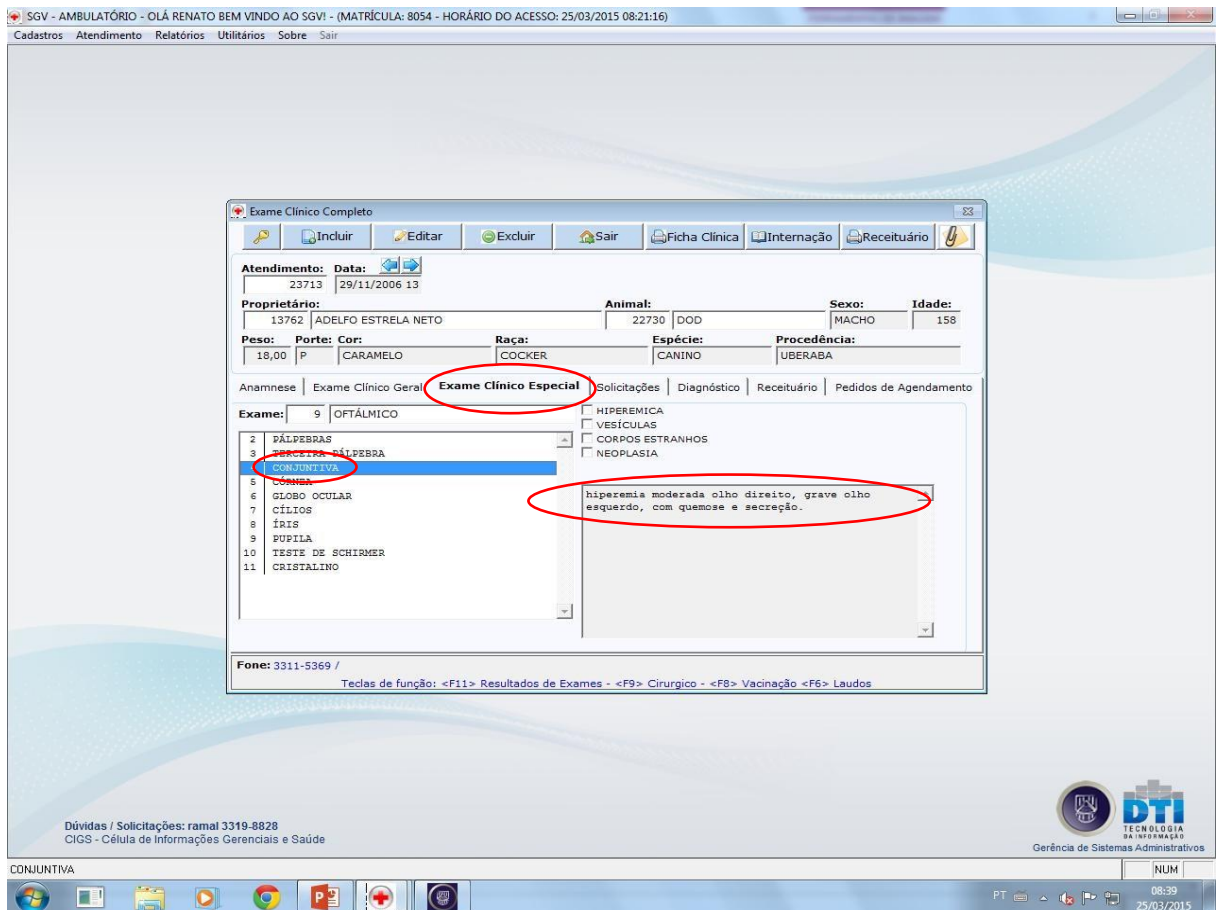 SGV - AMBULATÓRIO - OLÁ RENATO BEM VINDO AO SGV! - (MATRÍCULA: 8054 - HORÁRIO DO ACESSO: 25/03/2015 08:21:16)
Cadastros Atendimento Relatórios Utilitários Sobre Sair
Exame Clínico Completo
Incluir Editar Excluir Sair Ficha Clínica Internação Receituário
Atendimento: Data:
23713 29/11/2006 13
Proprietário: Animal: Sexo: Idade:
13762 ADELFO ESTRELA NETO 22730 DOD MACHO 158
Peso: Porte: Cor: Raça: Espécie: Procedência:
18,00 P CARAMELO COCKER CANINO UBERABA
Anamnese Exame Clínico Geral Exame Clínico Especial Solicitações Diagnóstico Receituário Pedidos de Agendamento
Exame: 9 OFTÁLMICO
2 PÁLPEBRAS
3 TERCEIRA PÁLPEBRA
CONJUNTIVA
5 CÓRNEA
6 GLOBO OCULAR
7 CÍLIOS
8 ÍRIS
9 PUPILA
10 TESTE DE SCHIRMER
11 CRISTALINO
HIPEREMICA
VESÍCULAS
CORPOS ESTRANHOS
NEOPLASIA
hiperemia moderada olho direito, grave olho
esquerdo, com quemose e secreção.
Fone: 3311-5369 /
Teclas de função: <F11> Resultados de Exames - <F9> Cirurgico - <F8> Vacinação <F6> Laudos
Dúvidas / Solicitações: ramal 3319-8828
CIGS - Célula de Informações Gerenciais e Saúde
DTI
TECNOLOGIA
DA INFORMAÇÃO
Gerência de Sistemas Administrativos
CONJUNTIVA NUM
PT 08:39
25/03/2015